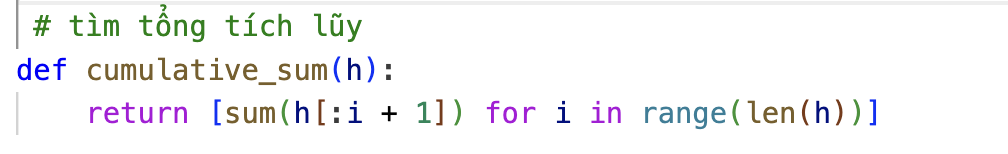 # tìm tổng tích lũy
def cumulative_sum(h):
    return [sum(h[:i + 1]) for i in range(len(h))]